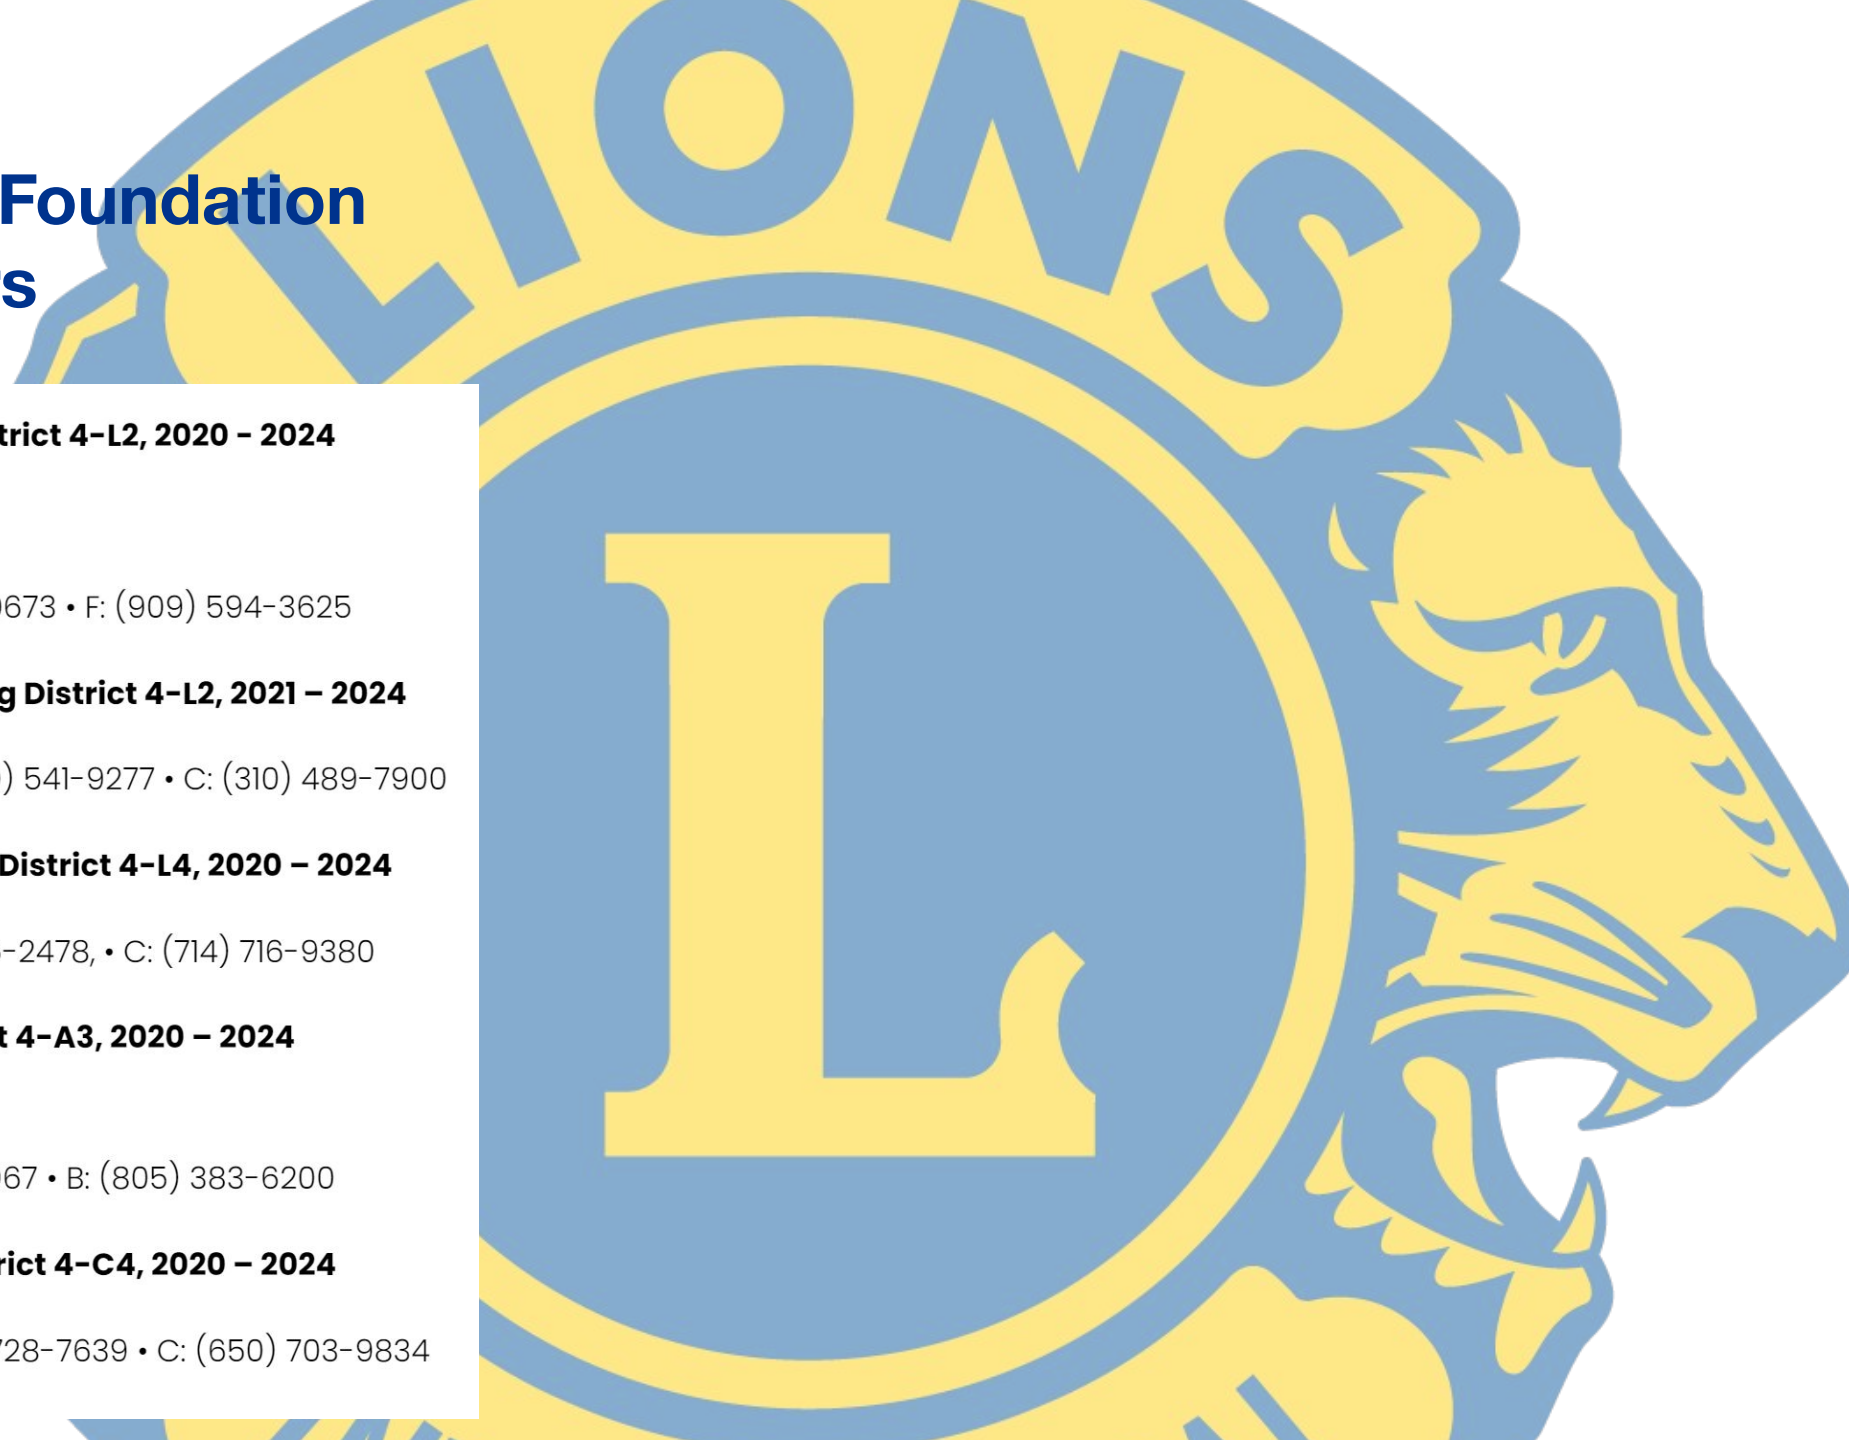 LIONS
Foundation
s
trict 4-L2, 2020 - 2024
673 • F: (909) 594-3625
g District 4-L2, 2021 – 2024
) 541-9277 • C: (310) 489-7900
District 4-L4, 2020 – 2024
-2478, • C: (714) 716-9380
t 4-A3, 2020 – 2024
67 • B: (805) 383-6200
rict 4-C4, 2020 – 2024
28-7639 • C: (650) 703-9834
L